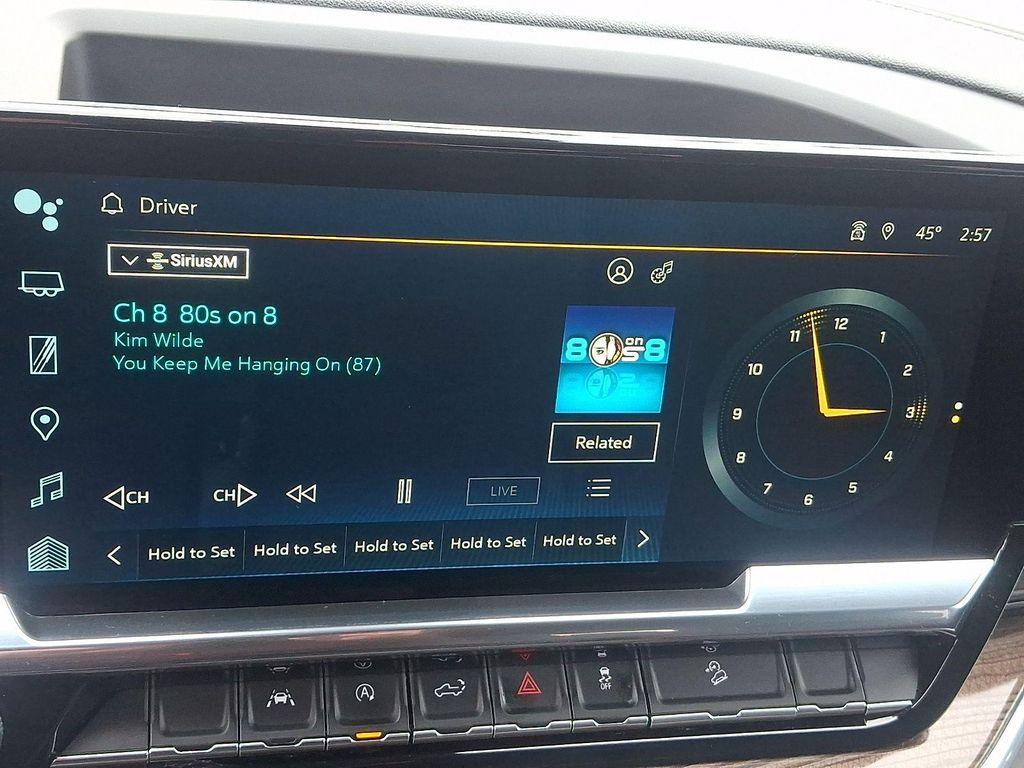 Driver
45° 2:57
SiriusXM
Ch 8 80s on 8
Kim Wilde
You Keep Me Hanging On (87)
8 on 8
Related
CH CH LIVE
Hold to Set Hold to Set Hold to Set Hold to Set Hold to Set
12
1
2
3
4
5
6
7
8
9
10
11
A
OFF